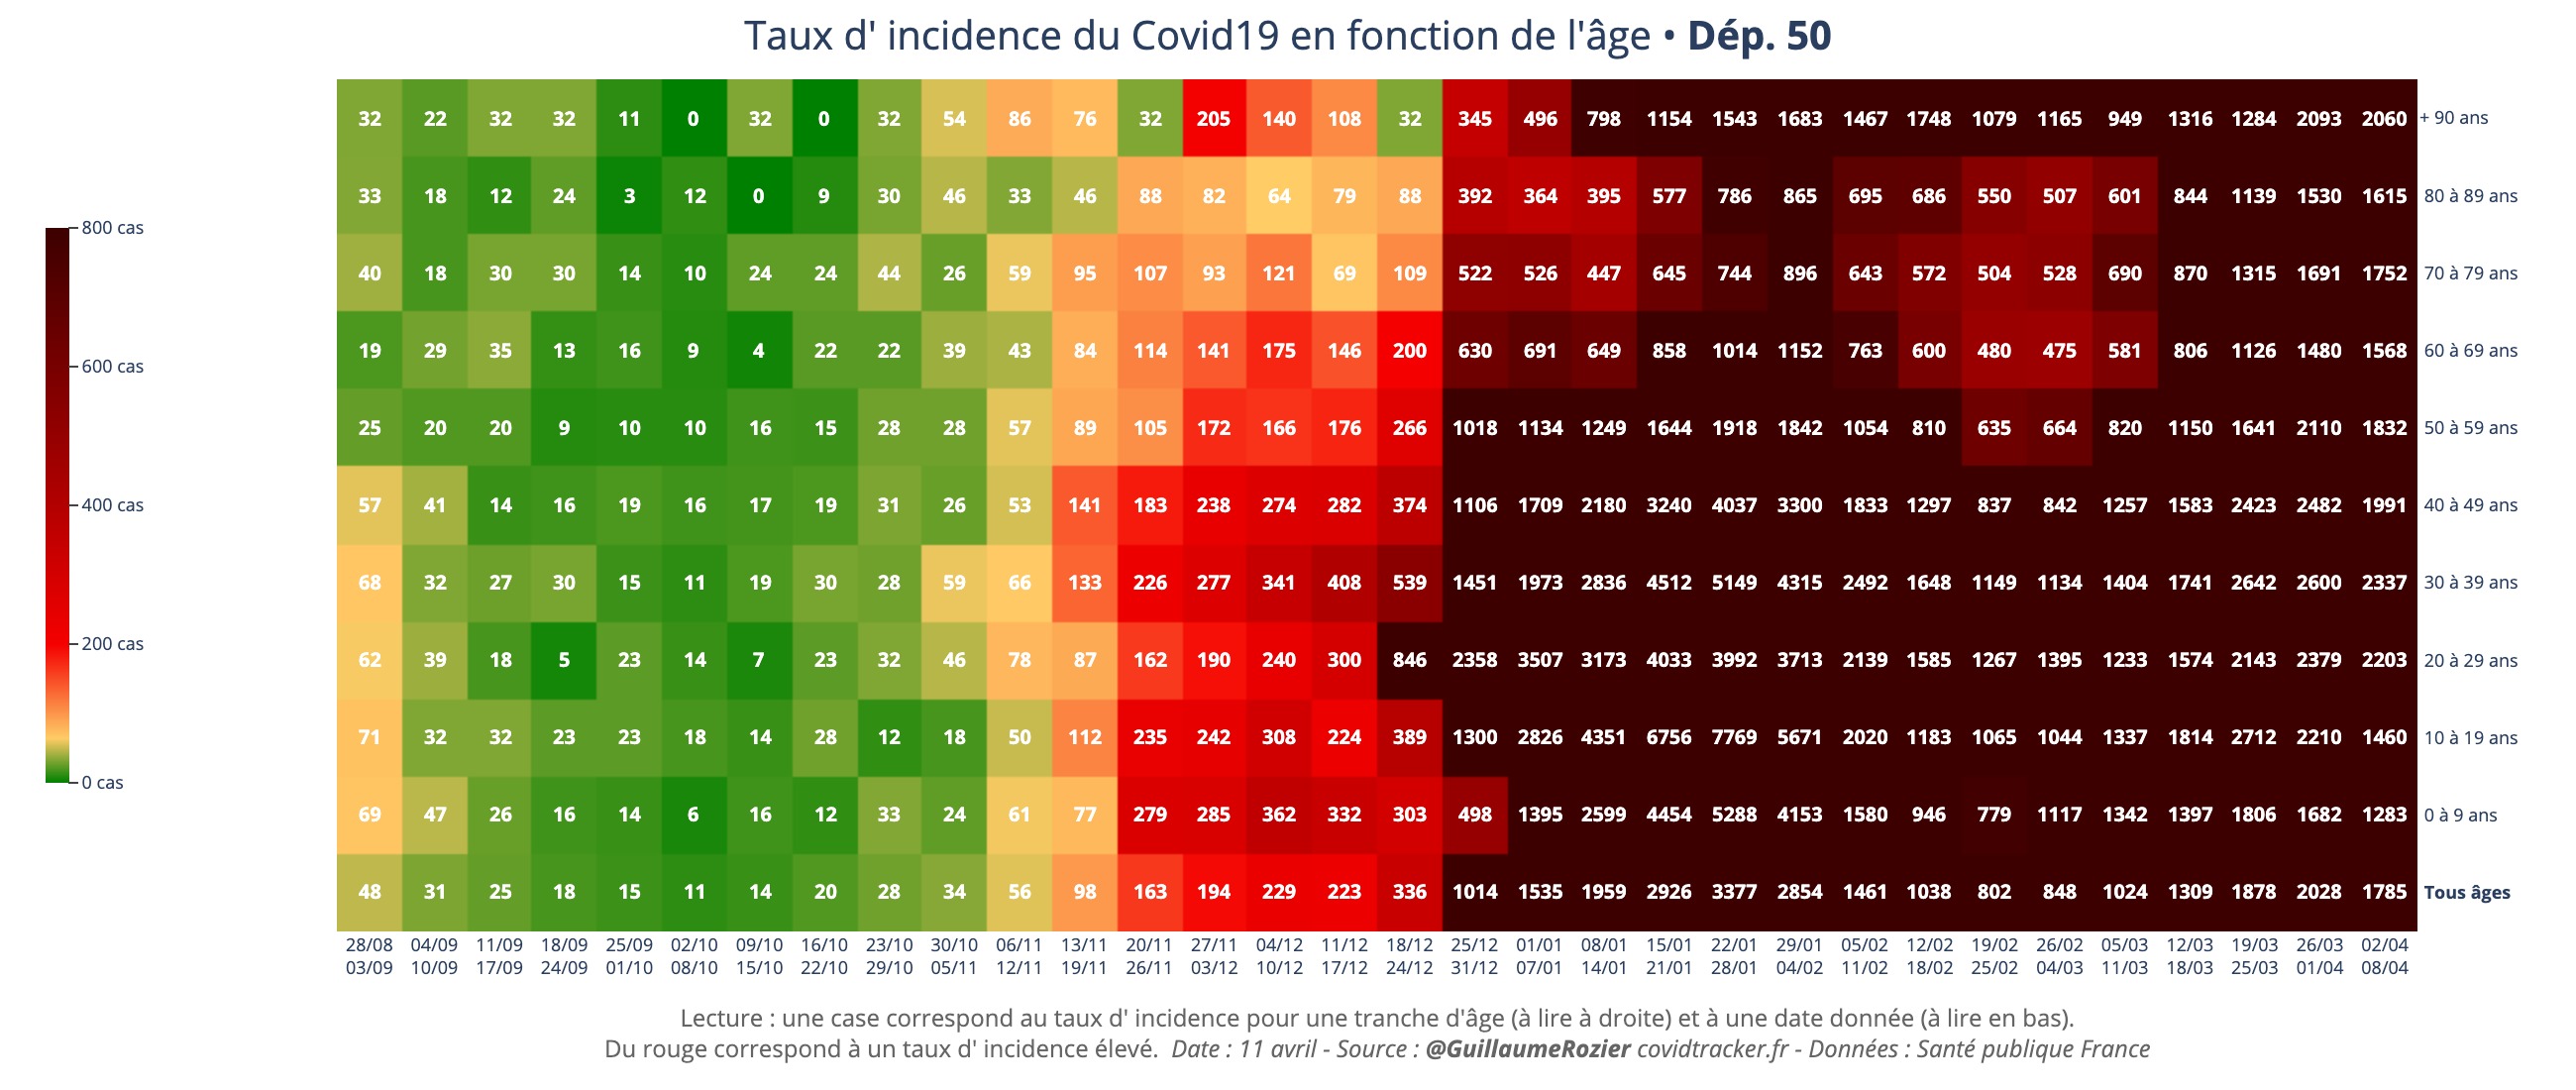 Taux d' incidence du Covid19 en fonction de l'âge • Dép. 50
32 22 32 32 11 0 32 0 32 54 86 76 32 205 140 108 32 345 496 798 1154 1543 1683 1467 1748 1079 1165 949 1316 1284 2093 2060 + 90 ans
33 18 12 24 3 12 0 9 30 46 33 46 88 82 64 79 88 392 364 395 577 786 865 695 686 550 507 601 844 1139 1530 1615 80 à 89 ans
800 cas
40 18 30 30 14 10 24 24 44 26 59 95 107 93 121 69 109 522 526 447 645 744 896 643 572 504 528 690 870 1315 1691 1752 70 à 79 ans
19 29 35 13 16 9 4 22 22 39 43 84 114 141 175 146 200 630 691 649 858 1014 1152 763 600 480 475 581 806 1126 1480 1568 60 à 69 ans
600 cas
25 20 20 9 10 10 16 15 28 28 57 89 105 172 166 176 266 1018 1134 1249 1644 1918 1842 1054 810 635 664 820 1150 1641 2110 1832 50 à 59 ans
400 cas
57 41 14 16 19 16 17 19 31 26 53 141 183 238 274 282 374 1106 1709 2180 3240 4037 3300 1833 1297 837 842 1257 1583 2423 2482 1991 40 à 49 ans
68 32 27 30 15 11 19 30 28 59 66 133 226 277 341 408 539 1451 1973 2836 4512 5149 4315 2492 1648 1149 1134 1404 1741 2642 2600 2337 30 à 39 ans
200 cas
62 39 18 5 23 14 7 23 32 46 78 87 162 190 240 300 846 2358 3507 3173 4033 3992 3713 2139 1585 1267 1395 1233 1574 2143 2379 2203 20 à 29 ans
71 32 32 23 23 18 14 28 12 18 50 112 235 242 308 224 389 1300 2826 4351 6756 7769 5671 2020 1183 1065 1044 1337 1814 2712 2210 1460 10 à 19 ans
0 cas
69 47 26 16 14 6 16 12 33 24 61 77 279 285 362 332 303 498 1395 2599 4454 5288 4153 1580 946 779 1117 1342 1397 1806 1682 1283 0 à 9 ans
48 31 25 18 15 11 14 20 28 34 56 98 163 194 229 223 336 1014 1535 1959 2926 3377 2854 1461 1038 802 848 1024 1309 1878 2028 1785 Tous âges
28/08 04/09 11/09 18/09 25/09 02/10 09/10 16/10 23/10 30/10 06/11 13/11 20/11 27/11 04/12 11/12 18/12 25/12 01/01 08/01 15/01 22/01 29/01 05/02 12/02 19/02 26/02 05/03 12/03 19/03 26/03 02/04
03/09 10/09 17/09 24/09 01/10 08/10 15/10 22/10 29/10 05/11 12/11 19/11 26/11 03/12 10/12 17/12 24/12 31/12 07/01 14/01 21/01 28/01 04/02 11/02 18/02 25/02 04/03 11/03 18/03 25/03 01/04 08/04
Lecture : une case correspond au taux d' incidence pour une tranche d'âge (à lire à droite) et à une date donnée (à lire en bas).
Du rouge correspond à un taux d' incidence élevé. Date : 11 avril - Source : @GuillaumeRozier covidtracker.fr - Données : Santé publique France